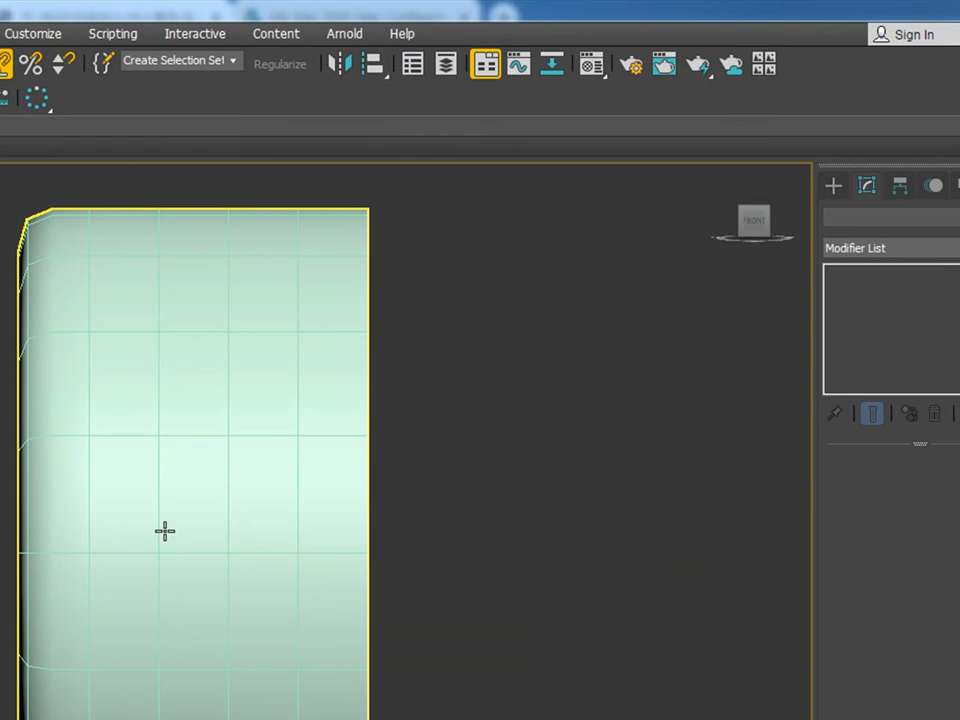 Customize Scripting Interactive Content Arnold Help Sign In
Create Selection Set Regularize
FRONT
Modifier List